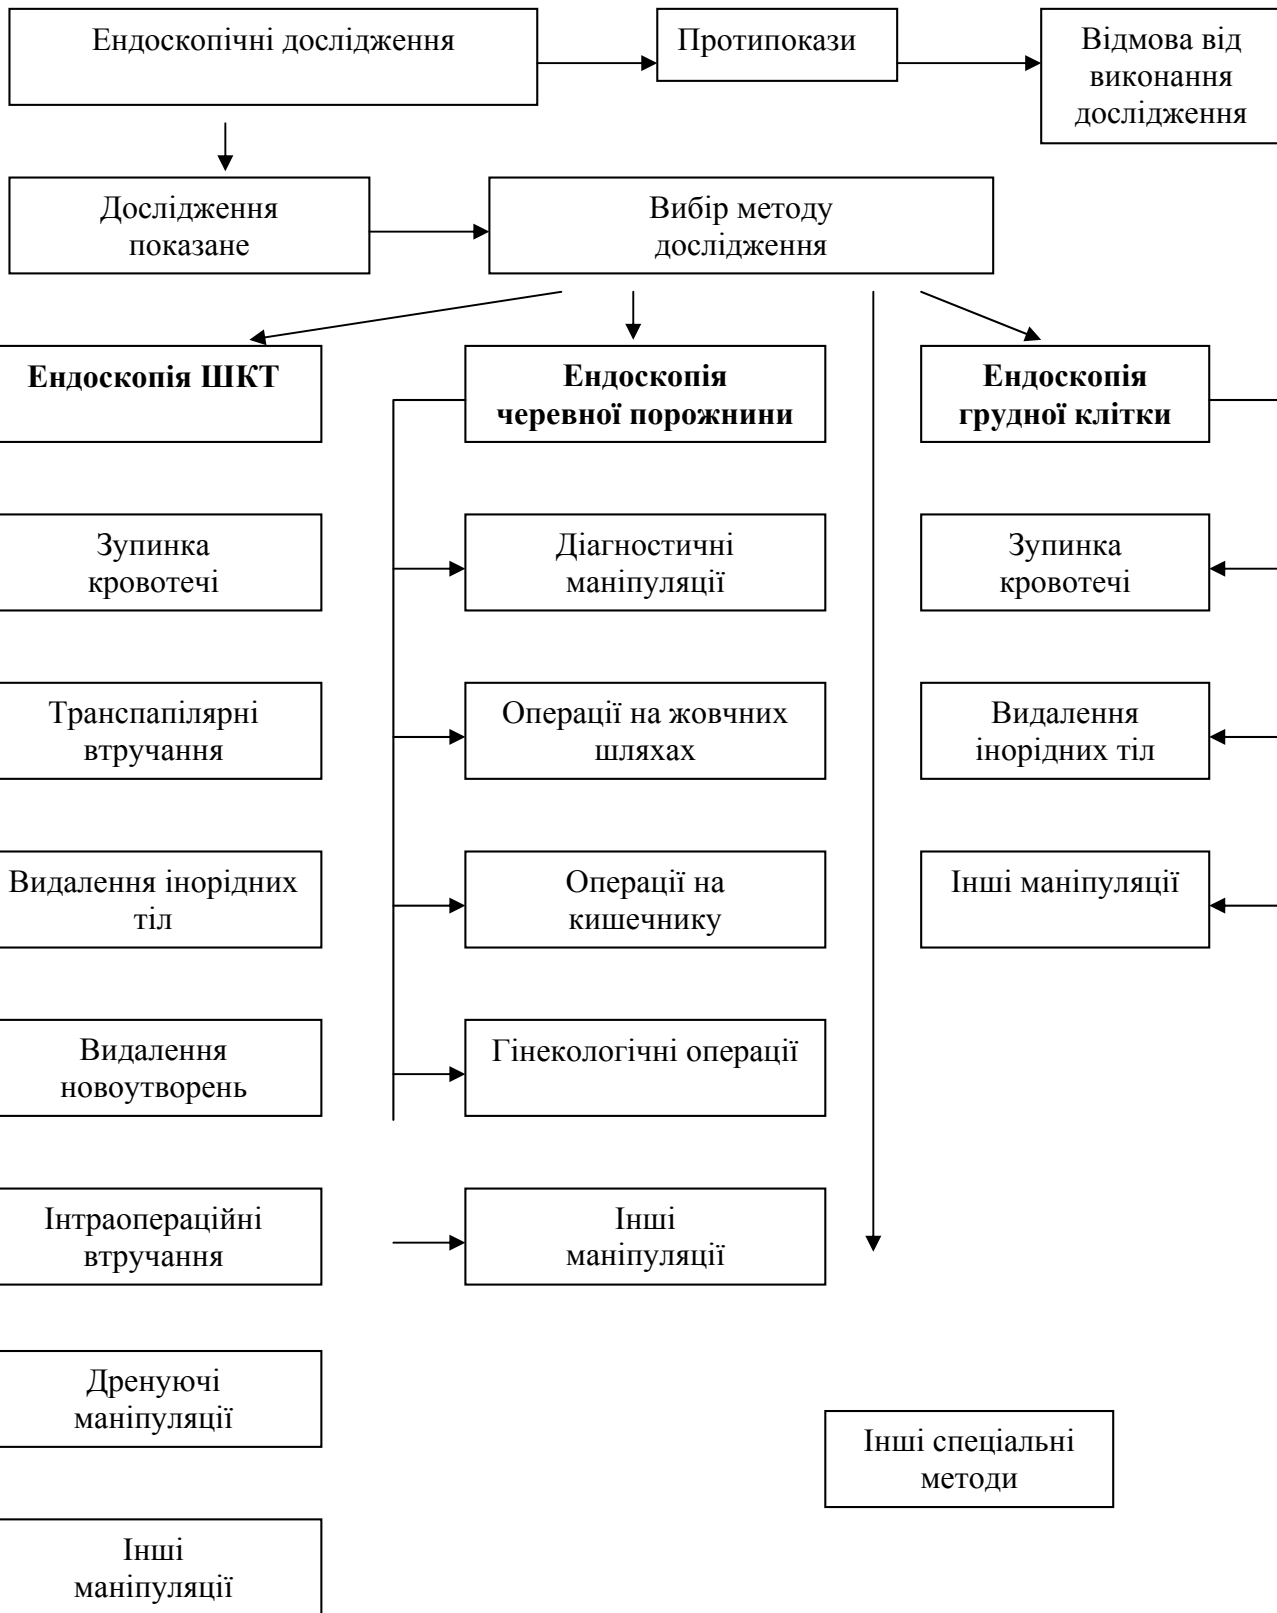 Ендоскопічні дослідження
Протипокази
Відмова від
виконання
дослідження
Дослідження
показане
Вибір методу
дослідження
Ендоскопія ШКТ
Ендоскопія
черевної порожнини
Ендоскопія
грудної клітки
Зупинка
кровотечі
Діагностичні
маніпуляції
Зупинка
кровотечі
Транспапілярні
втручання
Операції на жовчних
шляхах
Видалення
інорідних тіл
Видалення інорідних
тіл
Операції на
кишечнику
Інші маніпуляції
Видалення
новоутворень
Гінекологічні операції
Інтраопераційні
втручання
Інші
маніпуляції
Дренуючі
маніпуляції
Інші спеціальні
методи
Інші
маніпуляції